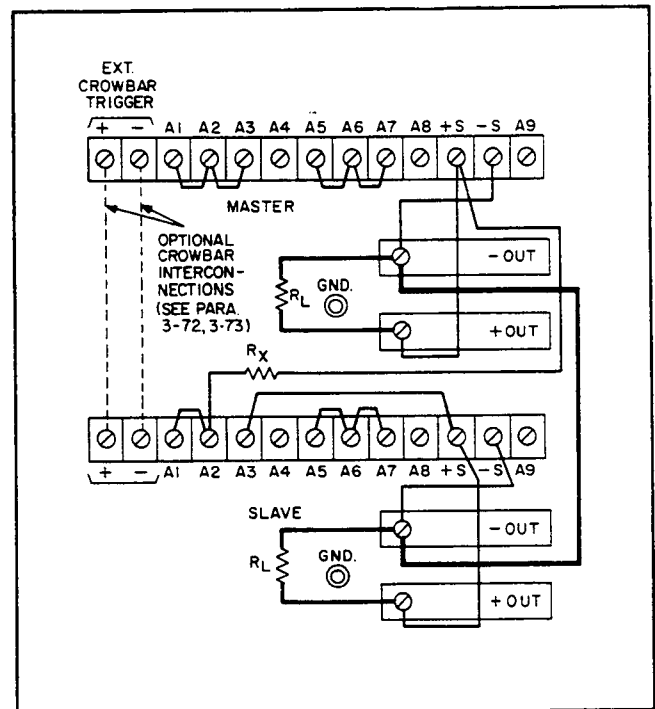 EXT.
CROWBAR
TRIGGER
+ − A1 A2 A3 A4 A5 A6 A7 A8 +S −S A9
MASTER
OPTIONAL
CROWBAR
INTERCON-
NECTIONS
(SEE PARA.
3-72, 3-73)
RL
GND.
− OUT
+ OUT
RX
+ − A1 A2 A3 A4 A5 A6 A7 A8 +S −S A9
SLAVE
RL
GND.
− OUT
+ OUT